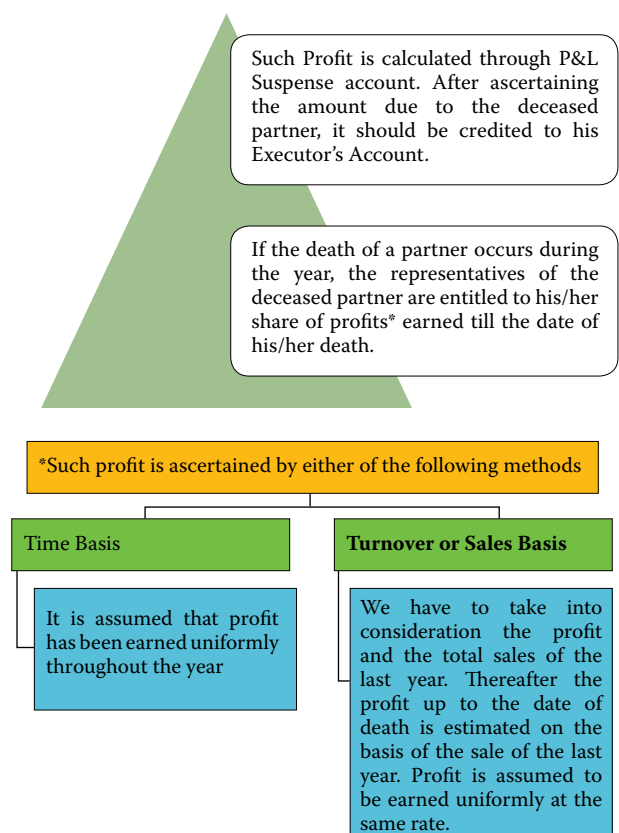 Such Profit is calculated through P&L
Suspense account. After ascertaining
the amount due to the deceased
partner, it should be credited to his
Executor's Account.
If the death of a partner occurs during
the year, the representatives of the
deceased partner are entitled to his/her
share of profits* earned till the date of
his/her death.
*Such profit is ascertained by either of the following methods
Time Basis
It is assumed that profit
has been earned uniformly
throughout the year
Turnover or Sales Basis
We have to take into
consideration the profit
and the total sales of the
last year. Thereafter the
profit up to the date of
death is estimated on the
basis of the sale of the last
year. Profit is assumed to
be earned uniformly at the
same rate.